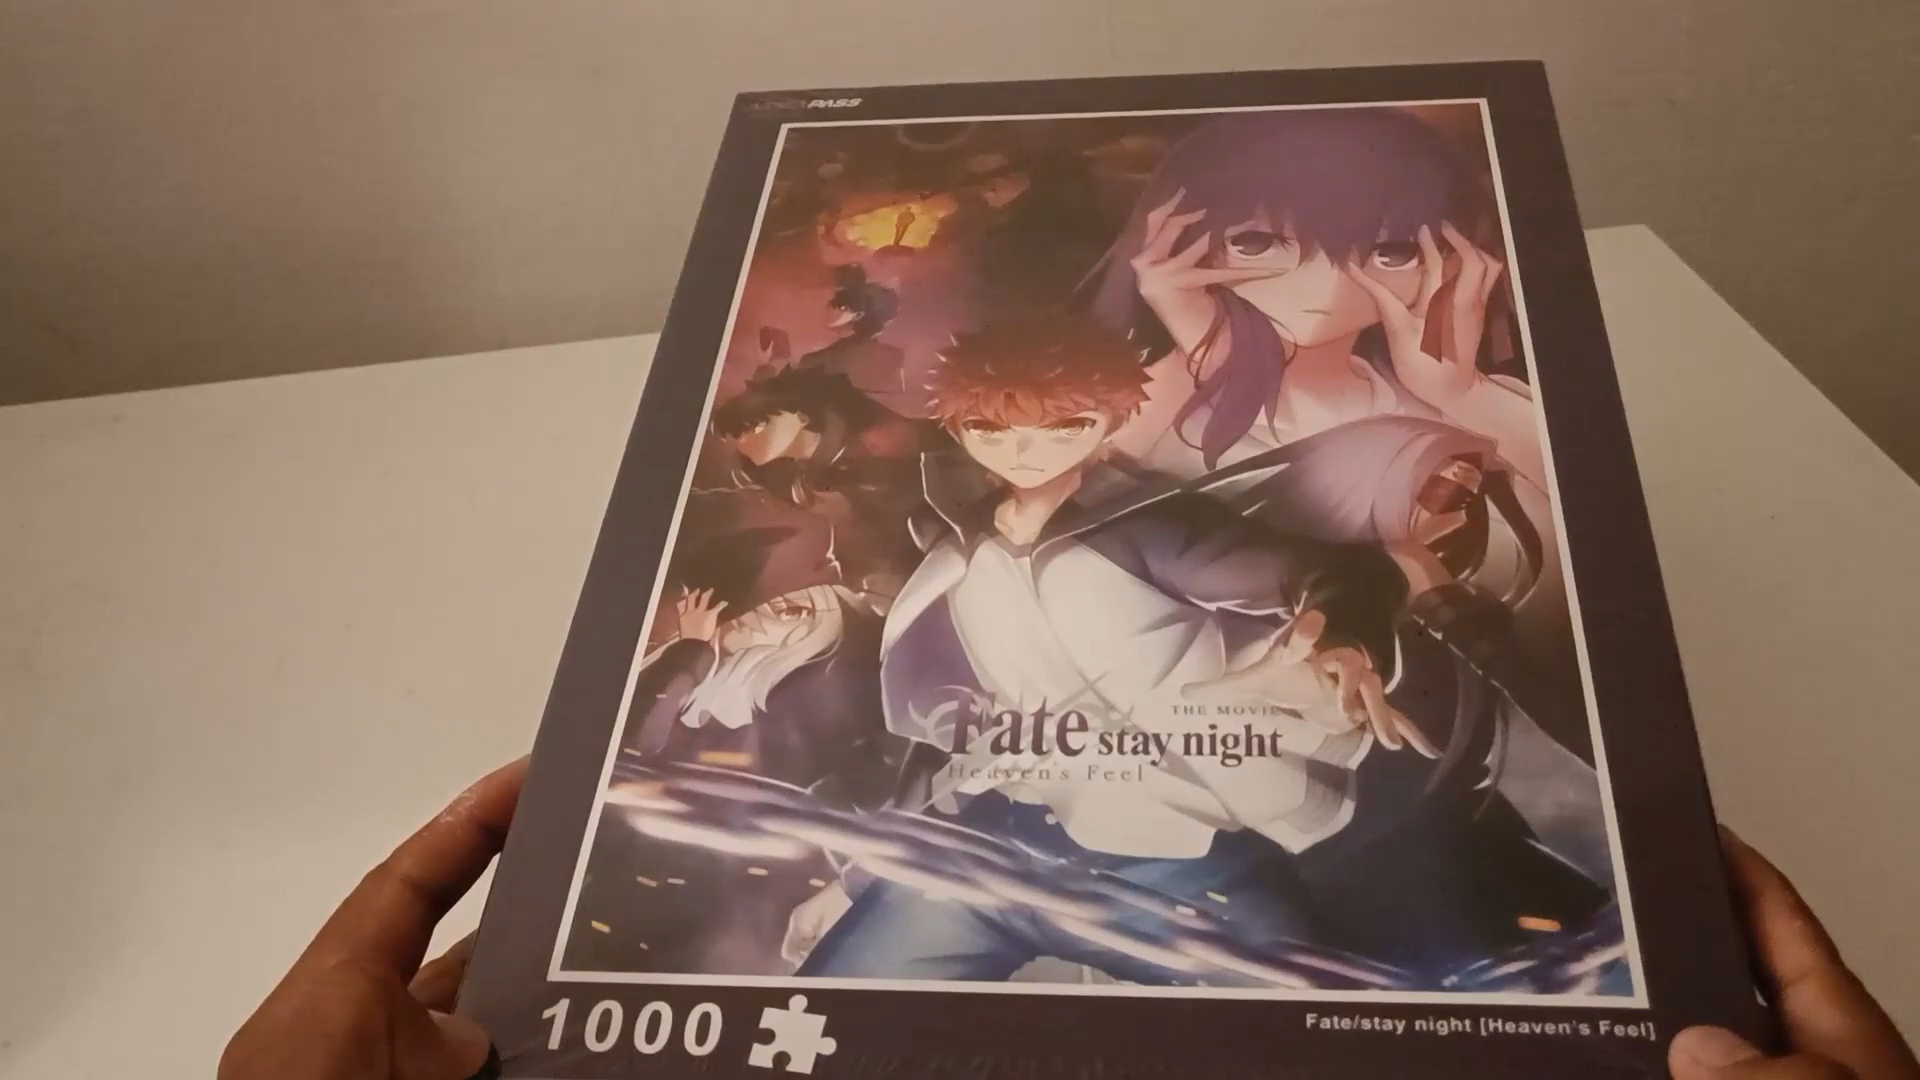 PASS
THE MOVIE
Fate stay night
Heaven's Feel
1000
Fate/stay night [Heaven's Feel]